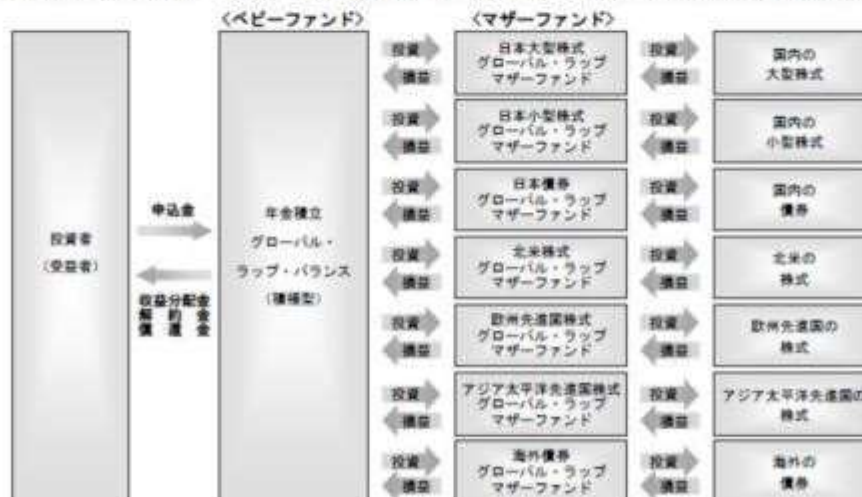 <ベビーファンド>
<マザーファンド>
投資者
(受益者)
申込金
収益分配金
解約金
償還金
年金積立
グローバル・
ラップ・バランス
(積極型)
投資
損益
日本大型株式
グローバル・ラップ
マザーファンド
投資
損益
国内の
大型株式
投資
損益
日本小型株式
グローバル・ラップ
マザーファンド
投資
損益
国内の
小型株式
投資
損益
日本債券
グローバル・ラップ
マザーファンド
投資
損益
国内の
債券
投資
損益
北米株式
グローバル・ラップ
マザーファンド
投資
損益
北米の
株式
投資
損益
欧州先進国株式
グローバル・ラップ
マザーファンド
投資
損益
欧州先進国の
株式
投資
損益
アジア太平洋先進国株式
グローバル・ラップ
マザーファンド
投資
損益
アジア太平洋先進国の
株式
投資
損益
海外債券
グローバル・ラップ
マザーファンド
投資
損益
海外の
債券